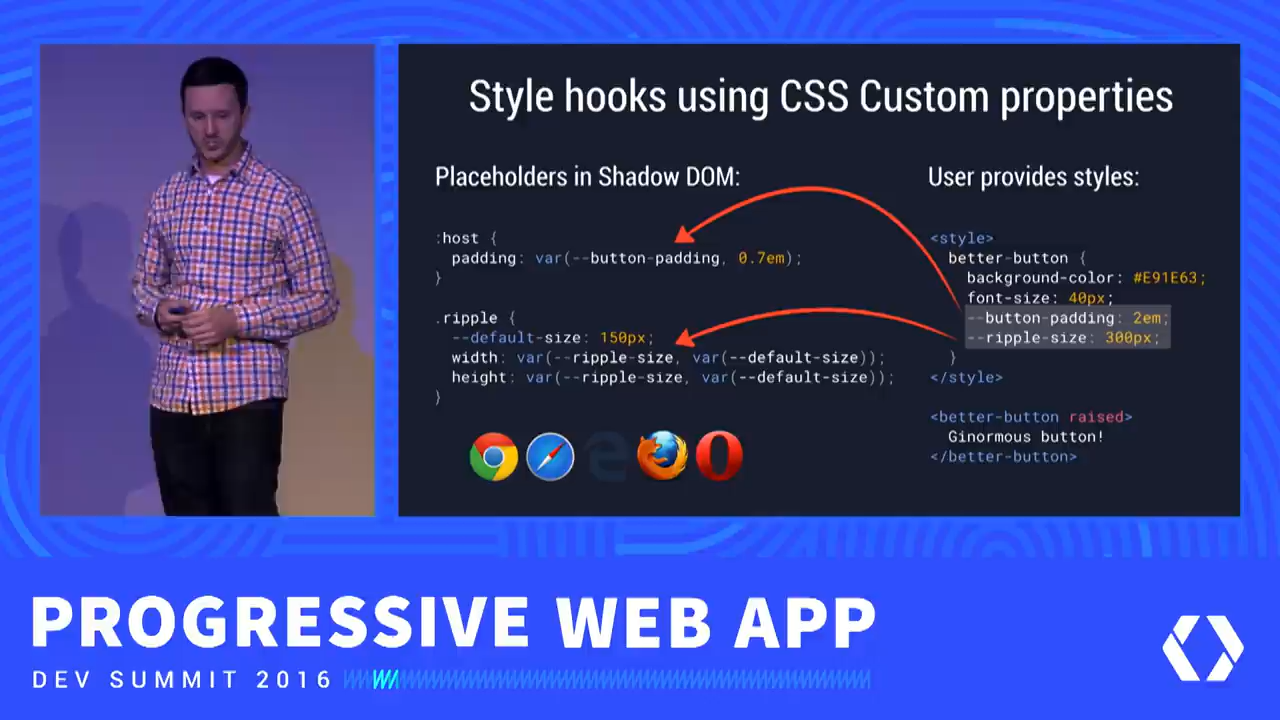 Style hooks using CSS Custom properties
Placeholders in Shadow DOM:
:host {
padding: var(--button-padding, 0.7em);
}
.ripple {
--default-size: 150px;
width: var(--ripple-size, var(--default-size));
height: var(--ripple-size, var(--default-size));
}
User provides styles:
<style>
better-button {
background-color: #E91E63;
font-size: 40px;
--button-padding: 2em;
--ripple-size: 300px;
}
</style>
<better-button raised>
Ginormous button!
</better-button>
PROGRESSIVE WEB APP
DEV SUMMIT 2016